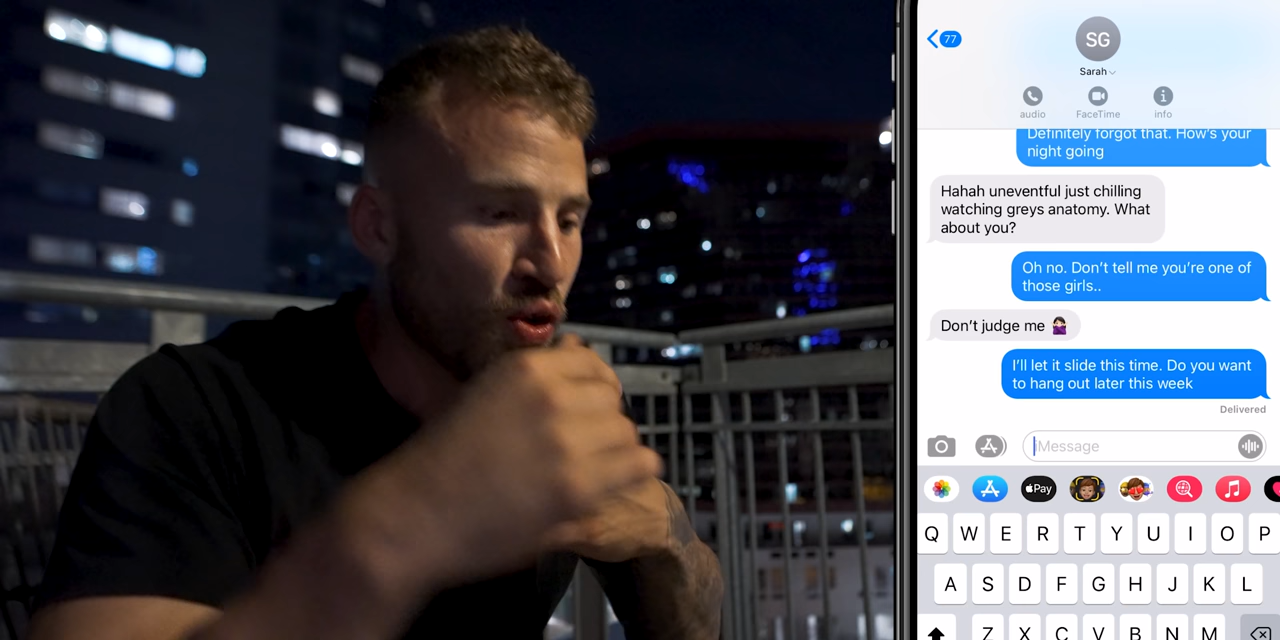 77
SG
Sarah
audio FaceTime info
Definitely forgot that. How's your
night going
Hahah uneventful just chilling
watching greys anatomy. What
about you?
Oh no. Don't tell me you're one of
those girls..
Don't judge me
I'll let it slide this time. Do you want
to hang out later this week
Delivered
iMessage
Pay
Q W E R T Y U I O P
A S D F G H J K L
Z X C V B N M